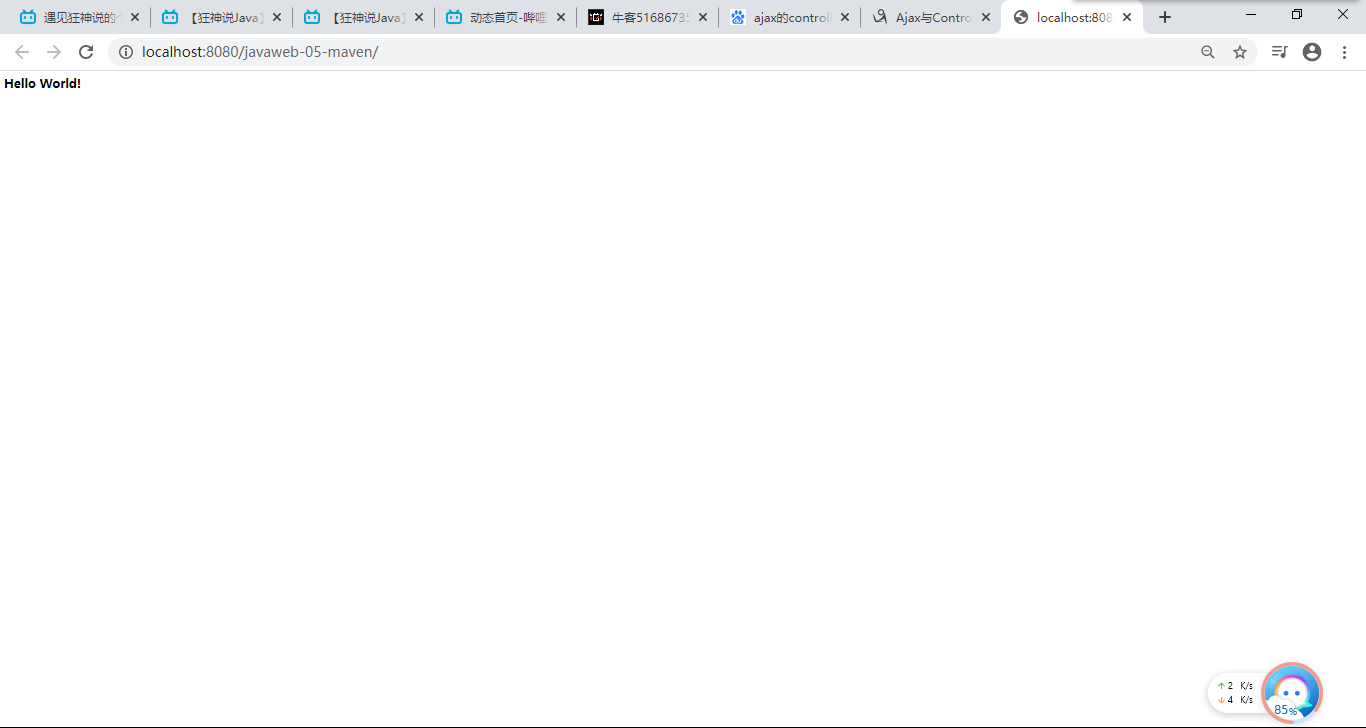 遇见狂神说的
【狂神说Java】
【狂神说Java】
动态首页-哔哩
牛客51686735
ajax的controll
Ajax与Contro
localhost:808
localhost:8080/javaweb-05-maven/
Hello World!
2 K/s
4 K/s
85%